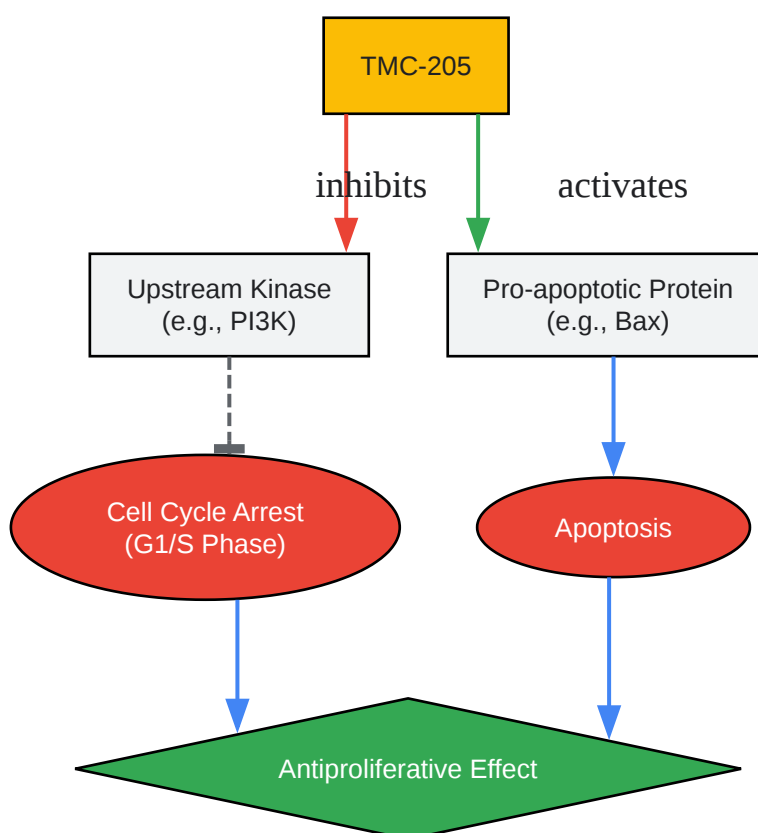 TMC-205
inhibits
activates
Upstream Kinase
(e.g., PI3K)
Pro-apoptotic Protein
(e.g., Bax)
Cell Cycle Arrest
(G1/S Phase)
Apoptosis
Antiproliferative Effect